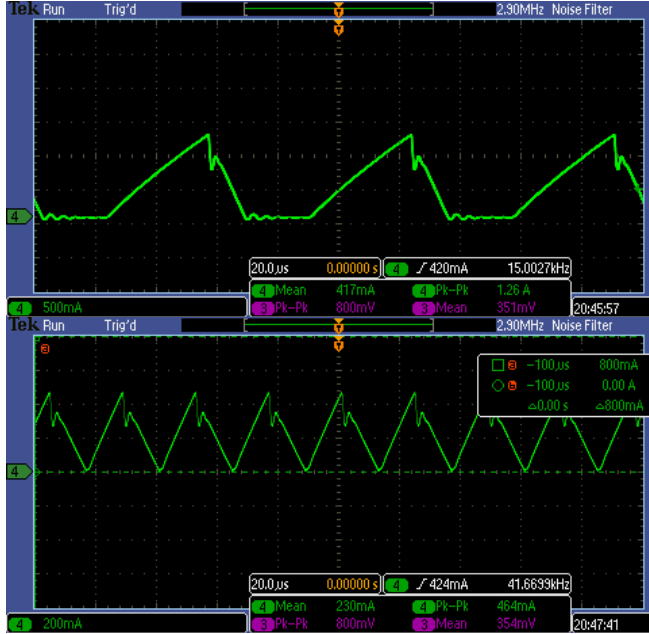 Tek Run Trig'd 2.90MHz Noise Filter
T
T
4
20.0µs 0.00000 s 4 ƒ 420mA 15.0027kHz
4 Mean 417mA 4 Pk-Pk 1.26 A
3 Pk-Pk 800mV 3 Mean 351mV
4 500mA 20:45:57
Tek Run Trig'd 2.90MHz Noise Filter
T
T
a
□ a -100µs 800mA
○ b -100µs 0.00 A
△0.00 s △800mA
4
20.0µs 0.00000 s 4 ƒ 424mA 41.6699kHz
4 Mean 230mA 4 Pk-Pk 464mA
3 Pk-Pk 800mV 3 Mean 354mV
4 200mA 20:47:41